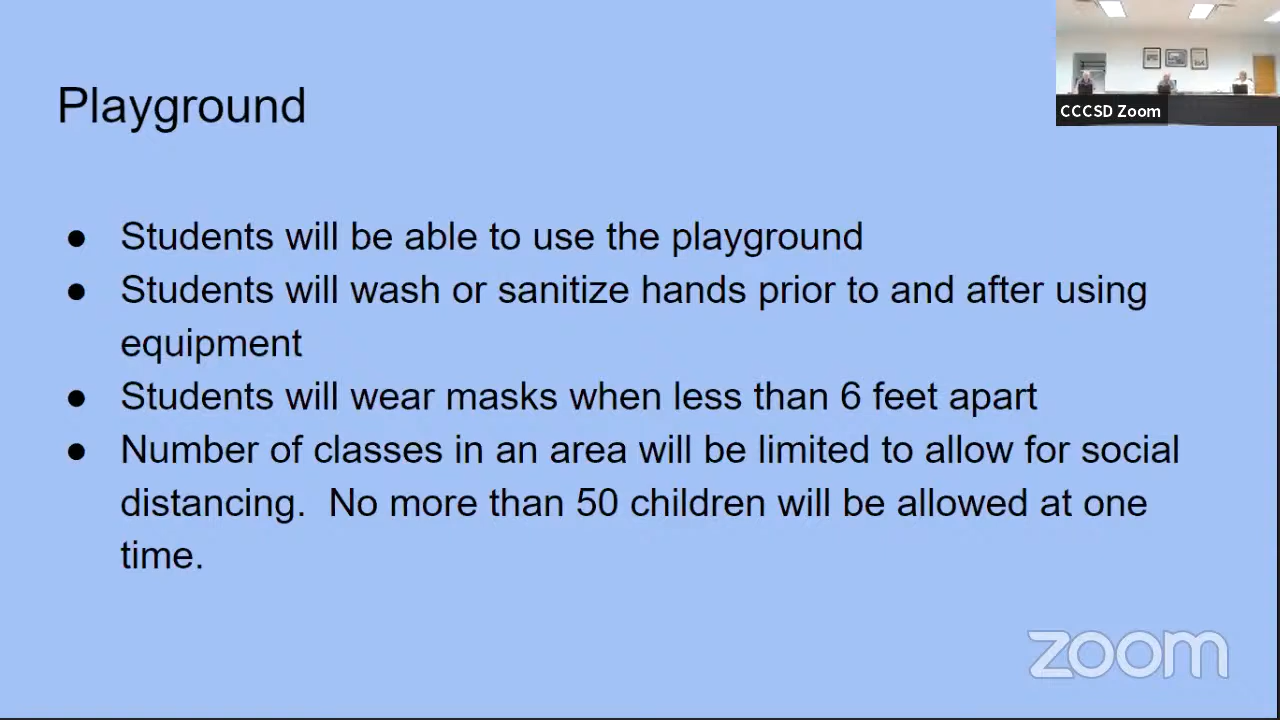 CCCSD Zoom
Playground
● Students will be able to use the playground
● Students will wash or sanitize hands prior to and after using
equipment
● Students will wear masks when less than 6 feet apart
● Number of classes in an area will be limited to allow for social
distancing.  No more than 50 children will be allowed at one
time.
zoom